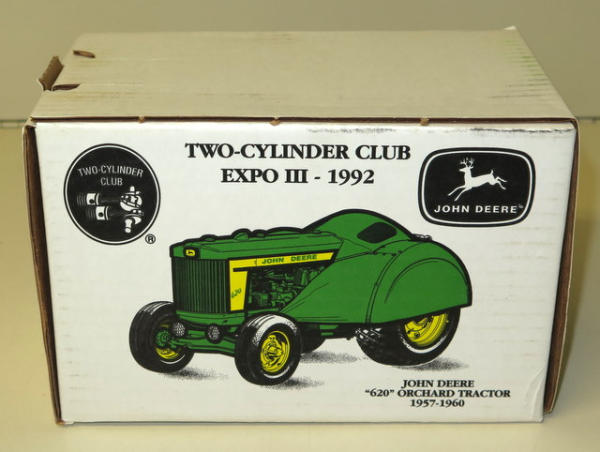 TWO-CYLINDER CLUB
EXPO III - 1992
TWO-CYLINDER
CLUB
®
JOHN DEERE
JOHN DEERE
620
JOHN DEERE
"620" ORCHARD TRACTOR
1957-1960